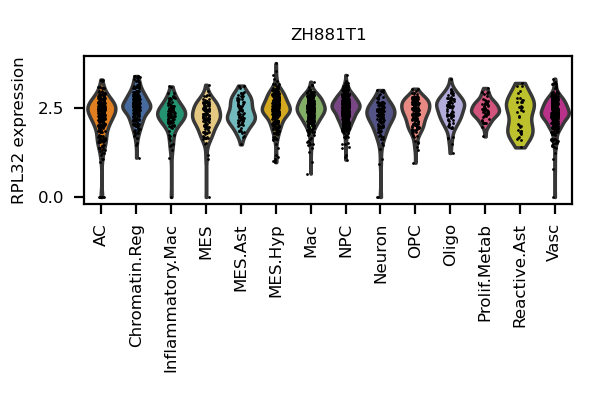 ZH881T1
RPL32 expression
2.5
0.0
AC
Chromatin.Reg
Inflammatory.Mac
MES
MES.Ast
MES.Hyp
Mac
NPC
Neuron
OPC
Oligo
Prolif.Metab
Reactive.Ast
Vasc